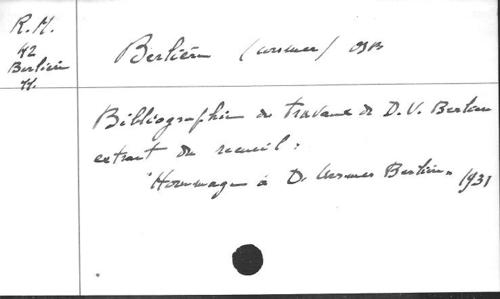 R.H.
42
Berlière
H.
Berlière (Ursmer) OSB
Bibliographie des travaux de D. U. Berlière
extrait du recueil :
"Hommage à D. Ursmer Berlière" 1931